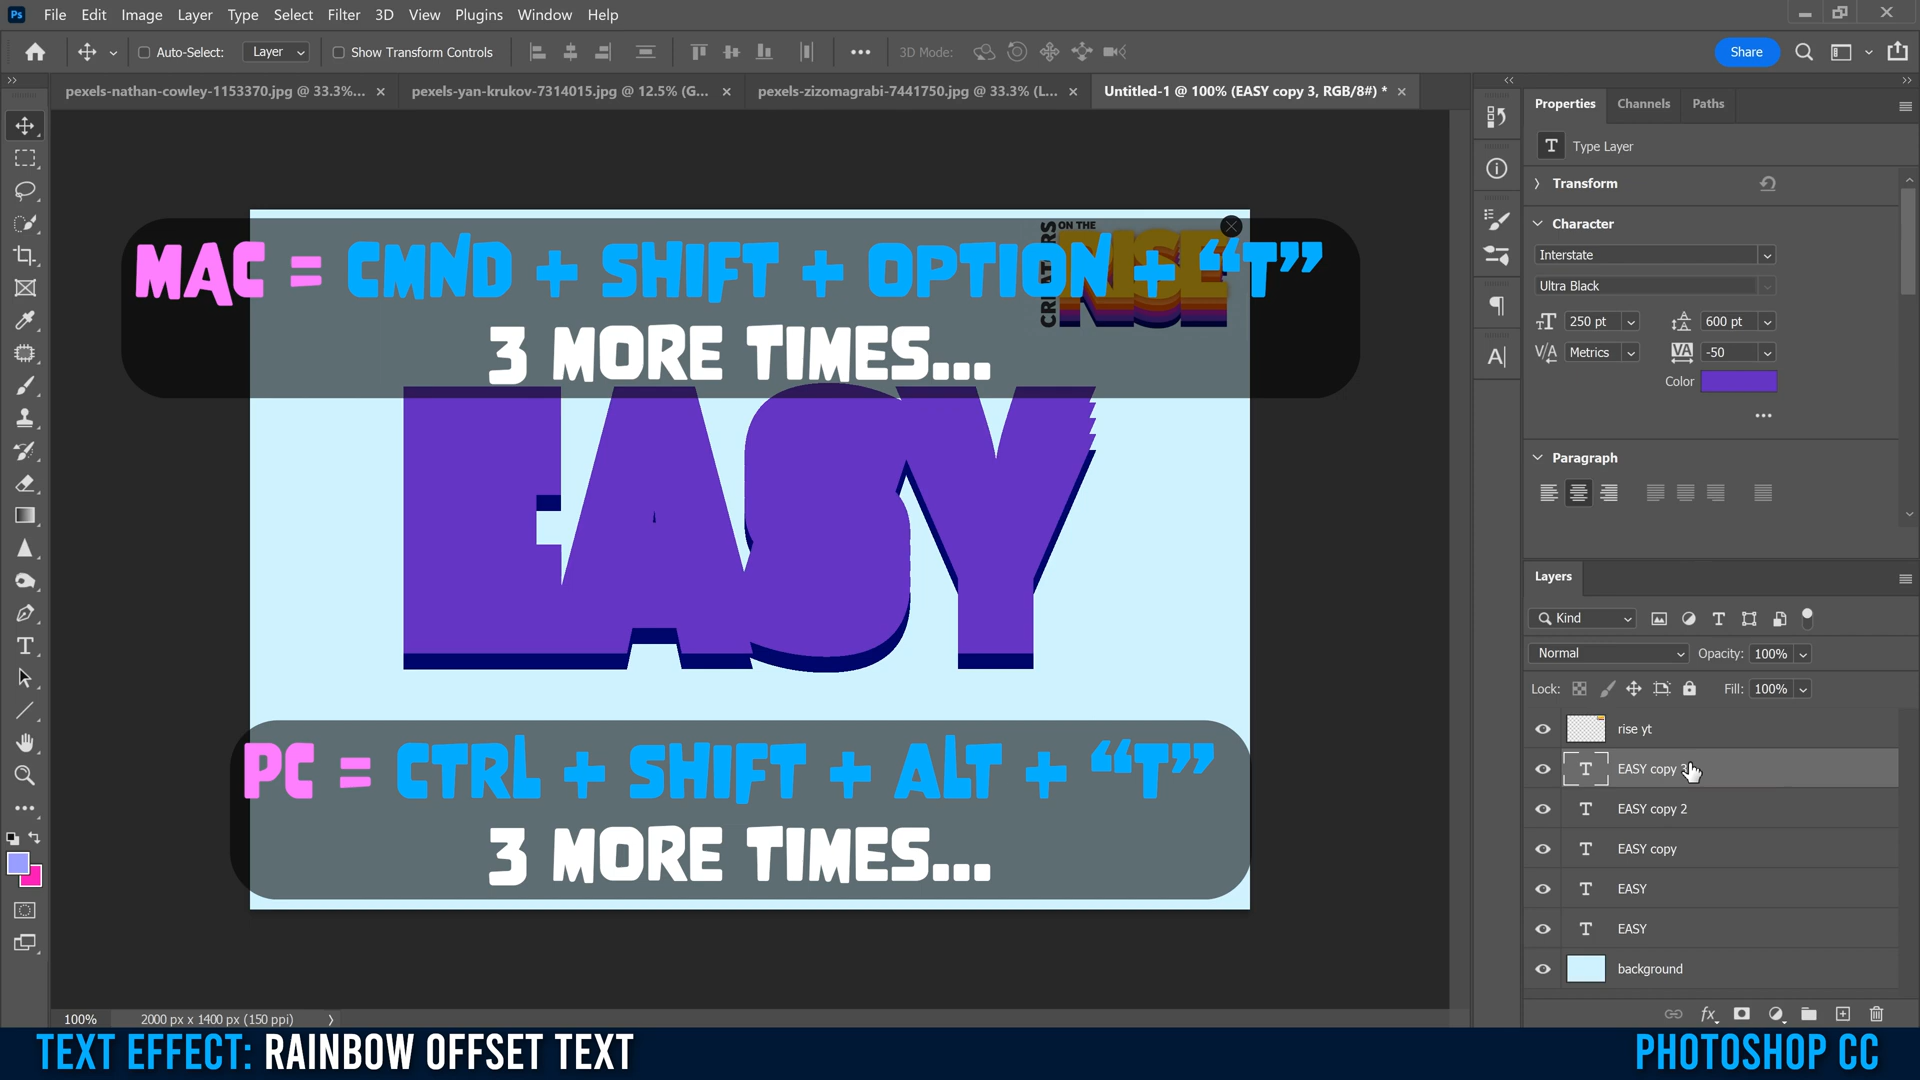 Ps File Edit Image Layer Type Select Filter 3D View Plugins Window Help
Auto-Select: Layer Show Transform Controls 3D Mode: Share
pexels-nathan-cowley-1153370.jpg @ 33.3%... × pexels-yan-krukov-7314015.jpg @ 12.5% (G... × pexels-zizomagrabi-7441750.jpg @ 33.3% (L... × Untitled-1 @ 100% (EASY copy 3, RGB/8#) * ×
MAC = CMND + SHIFT + OPTION + “T”
3 MORE TIMES...
CREATORS
ON THE
RISE
EASY
PC = CTRL + SHIFT + ALT + “T”
3 MORE TIMES...
100% 2000 px x 1400 px (150 ppi)
Properties Channels Paths
T Type Layer
Transform
Character
Interstate
Ultra Black
250 pt 600 pt
Metrics -50
Color
Paragraph
Layers
Kind
Normal Opacity: 100%
Lock: Fill: 100%
rise yt
T EASY copy 3
T EASY copy 2
T EASY copy
T EASY
T EASY
background
TEXT EFFECT: RAINBOW OFFSET TEXT
PHOTOSHOP CC